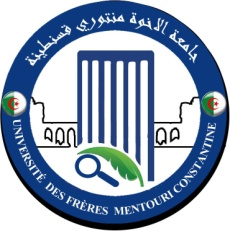 جامعة الاخوة منتوري قسنطينة
UNIVERSITÉ DES FRÈRES MENTOURI CONSTANTINE